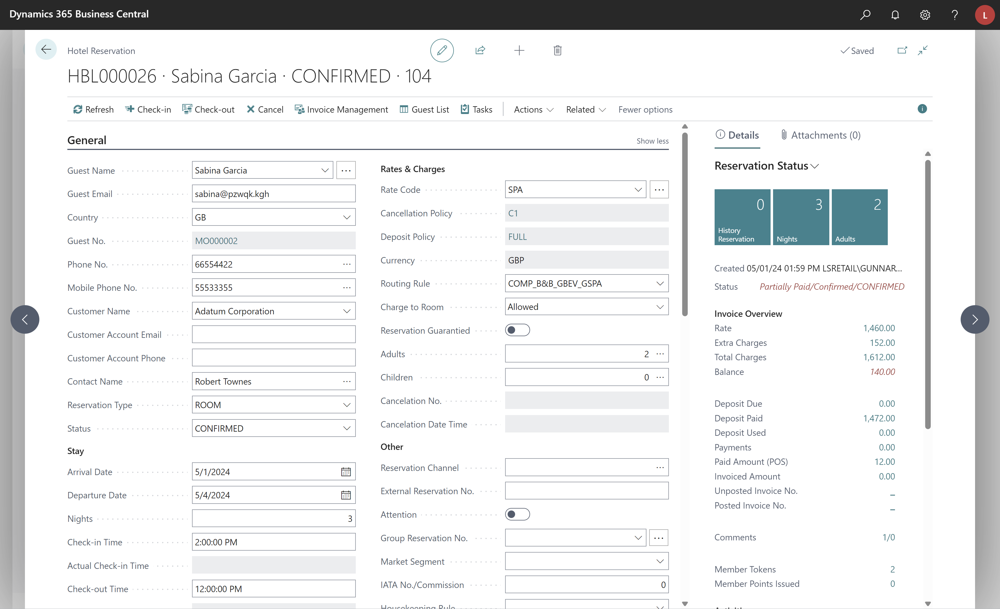 Dynamics 365 Business Central
L
Hotel Reservation
Saved
HBL000026 · Sabina Garcia · CONFIRMED · 104
Refresh Check-in Check-out Cancel Invoice Management Guest List Tasks Actions Related Fewer options
General
Show less
Guest Name Sabina Garcia
Guest Email sabina@pzwqk.kgh
Country GB
Guest No. MO000002
Phone No. 66554422
Mobile Phone No. 55533355
Customer Name Adatum Corporation
Customer Account Email
Customer Account Phone
Contact Name Robert Townes
Reservation Type ROOM
Status CONFIRMED
Stay
Arrival Date 5/1/2024
Departure Date 5/4/2024
Nights 3
Check-in Time 2:00:00 PM
Actual Check-in Time
Check-out Time 12:00:00 PM
Rates & Charges
Rate Code SPA
Cancellation Policy C1
Deposit Policy FULL
Currency GBP
Routing Rule COMP_B&B_GBEV_GSPA
Charge to Room Allowed
Reservation Guarantied
Adults 2
Children 0
Cancelation No.
Cancelation Date Time
Other
Reservation Channel
External Reservation No.
Attention
Group Reservation No.
Market Segment
IATA No./Commission 0
Housekeeping Rule
Details Attachments (0)
Reservation Status
0 3 2
History
Reservation Nights Adults
Created 05/01/24 01:59 PM LSRETAIL\GUNNAR...
Status Partially Paid/Confirmed/CONFIRMED
Invoice Overview
Rate 1,460.00
Extra Charges 152.00
Total Charges 1,612.00
Balance 140.00
Deposit Due 0.00
Deposit Paid 1,472.00
Deposit Used 0.00
Payments 0.00
Paid Amount (POS) 12.00
Invoiced Amount 0.00
Unposted Invoice No. _
Posted Invoice No. _
Comments 1/0
Member Tokens 2
Member Points Issued 0